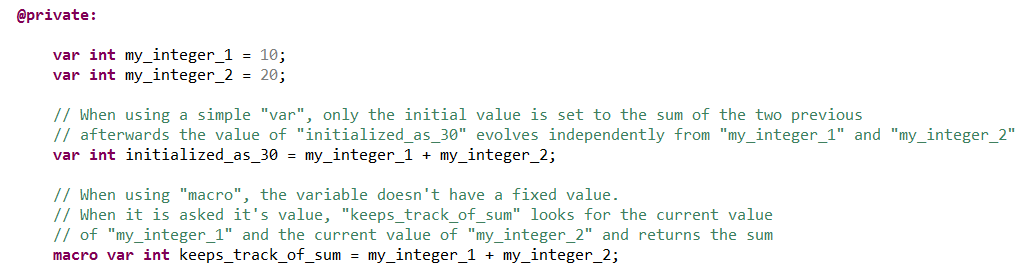 @private:
var int my_integer_1 = 10;
var int my_integer_2 = 20;
// When using a simple "var", only the initial value is set to the sum of the two previous
// afterwards the value of "initialized_as_30" evolves independently from "my_integer_1" and "my_integer_2"
var int initialized_as_30 = my_integer_1 + my_integer_2;
// When using "macro", the variable doesn't have a fixed value.
// When it is asked it's value, "keeps_track_of_sum" looks for the current value
// of "my_integer_1" and the current value of "my_integer_2" and returns the sum
macro var int keeps_track_of_sum = my_integer_1 + my_integer_2;